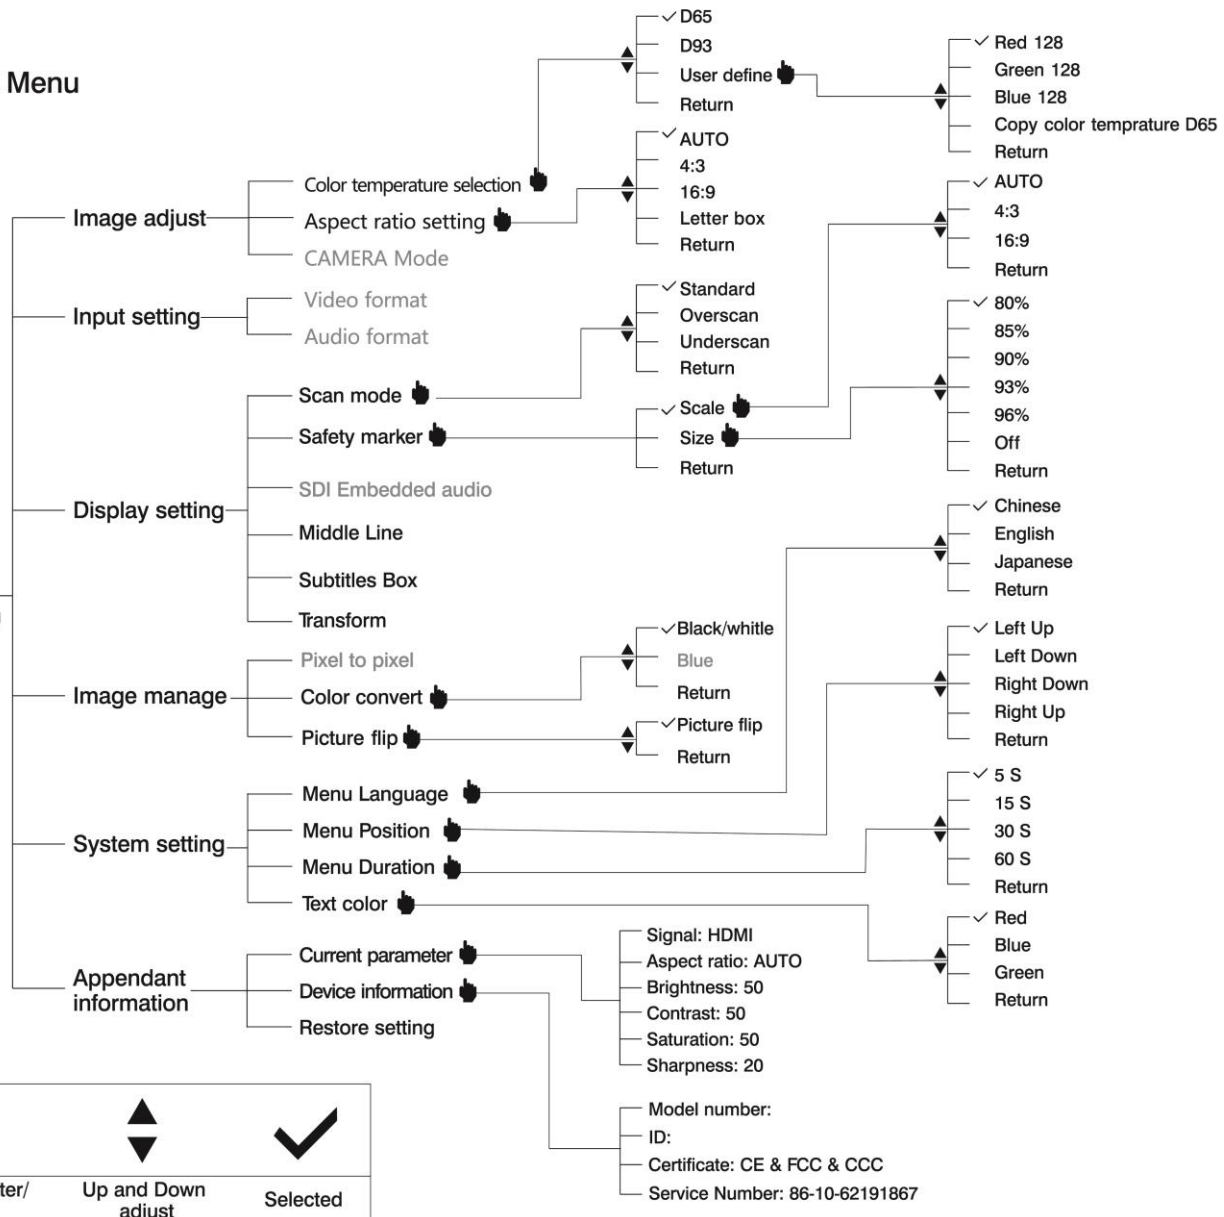 Menu
Image adjust
Color temperature selection
✓ D65
D93
User define
Return
✓ Red 128
Green 128
Blue 128
Copy color temprature D65
Return
Aspect ratio setting
✓ AUTO
4:3
16:9
Letter box
Return
CAMERA Mode
Input setting
Video format
Audio format
Display setting
Scan mode
✓ Standard
Overscan
Underscan
Return
Safety marker
✓ Scale
Size
Return
✓ AUTO
4:3
16:9
Return
✓ 80%
85%
90%
93%
96%
Off
Return
SDI Embedded audio
Middle Line
Subtitles Box
Transform
Image manage
Pixel to pixel
Color convert
✓ Black/whitle
Blue
Return
Picture flip
✓ Picture flip
Return
System setting
Menu Language
✓ Chinese
English
Japanese
Return
Menu Position
✓ Left Up
Left Down
Right Down
Right Up
Return
Menu Duration
✓ 5 S
15 S
30 S
60 S
Return
Text color
✓ Red
Blue
Green
Return
Appendant
information
Current parameter
Signal: HDMI
Aspect ratio: AUTO
Brightness: 50
Contrast: 50
Saturation: 50
Sharpness: 20
Device information
Model number:
ID:
Certificate: CE & FCC & CCC
Service Number: 86-10-62191867
Restore setting
ter/
Up and Down
adjust
Selected